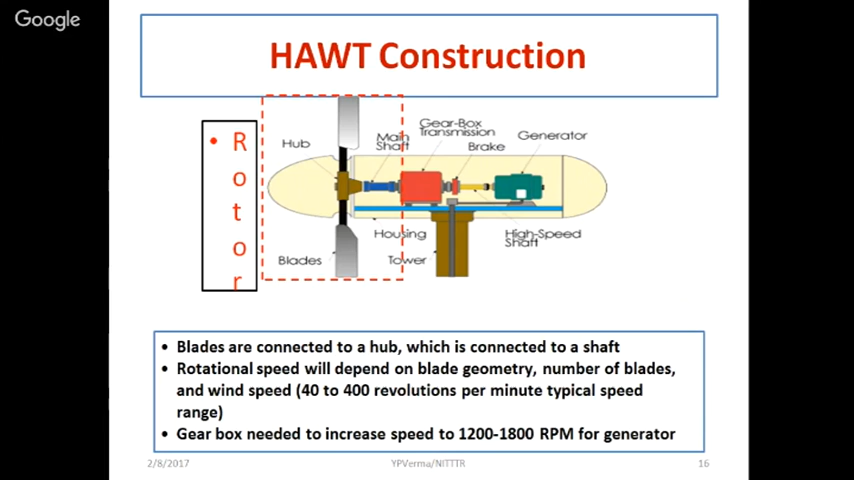 Google
HAWT Construction
• Rotor
Hub
Main
Shaft
Gear-Box
Transmission
Brake
Generator
Housing
High-Speed
Shaft
Blades
Tower
• Blades are connected to a hub, which is connected to a shaft
• Rotational speed will depend on blade geometry, number of blades,
and wind speed (40 to 400 revolutions per minute typical speed
range)
• Gear box needed to increase speed to 1200-1800 RPM for generator
2/8/2017
YPVerma/NITTTR
16